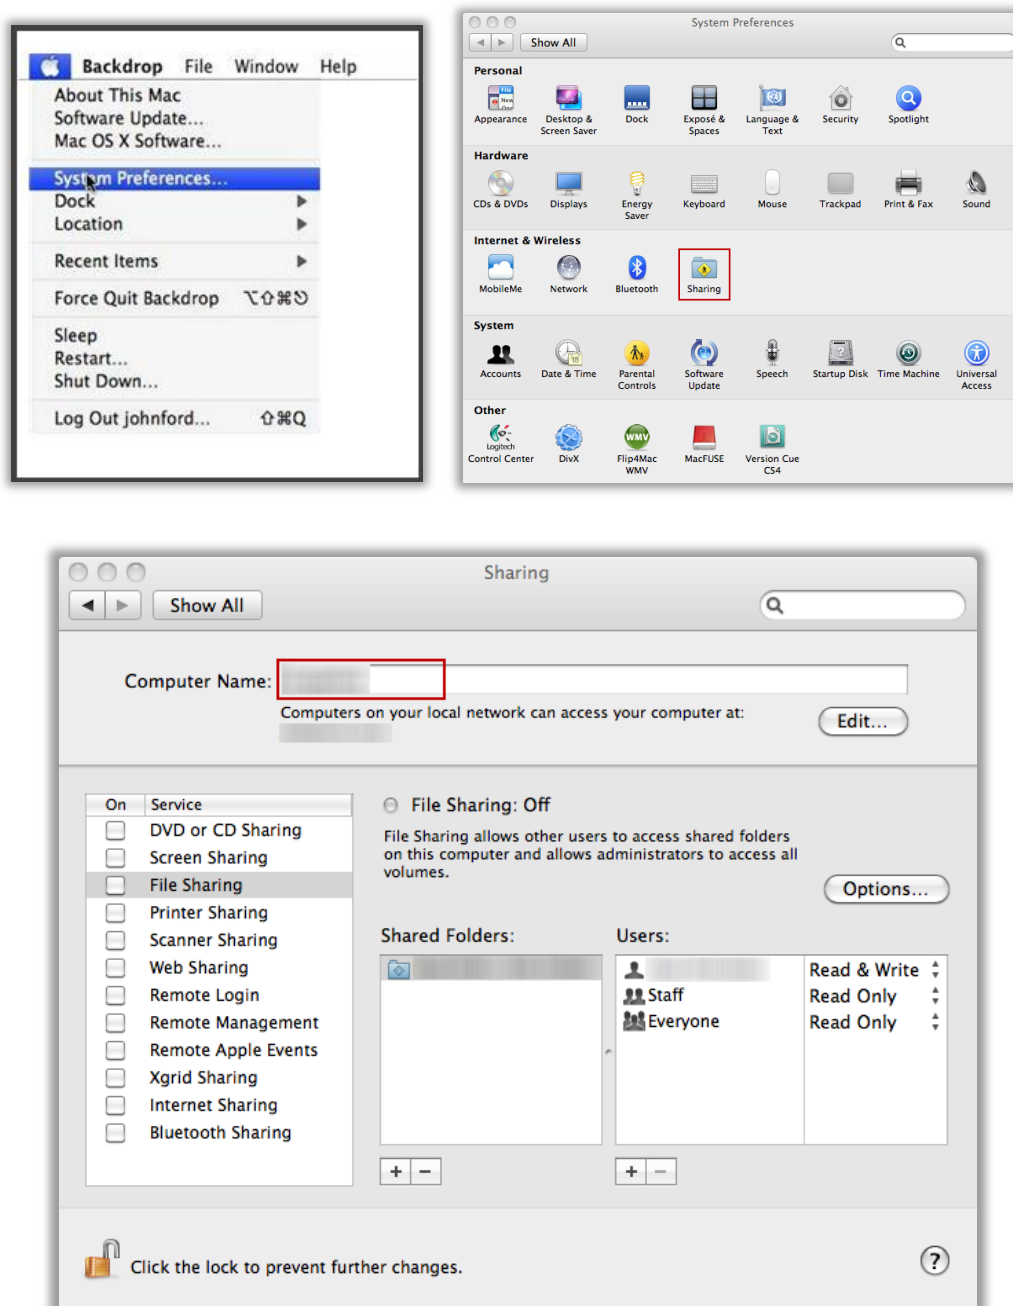 Backdrop File Window Help
About This Mac
Software Update...
Mac OS X Software...
System Preferences...
Dock
Location
Recent Items
Force Quit Backdrop ⌥⇧⌘⎋
Sleep
Restart...
Shut Down...
Log Out johnford... ⇧⌘Q
System Preferences
Show All
Personal
Appearance
Desktop & Screen Saver
Dock
Exposé & Spaces
Language & Text
Security
Spotlight
Hardware
CDs & DVDs
Displays
Energy Saver
Keyboard
Mouse
Trackpad
Print & Fax
Sound
Internet & Wireless
MobileMe
Network
Bluetooth
Sharing
System
Accounts
18
Date & Time
Parental Controls
Software Update
Speech
Startup Disk
Time Machine
Universal Access
Other
Logitech
Control Center
DivX
WMV
Flip4Mac WMV
MacFUSE
Version Cue CS4
Sharing
Show All
Computer Name:
Computers on your local network can access your computer at:
Edit...
On Service
DVD or CD Sharing
Screen Sharing
File Sharing
Printer Sharing
Scanner Sharing
Web Sharing
Remote Login
Remote Management
Remote Apple Events
Xgrid Sharing
Internet Sharing
Bluetooth Sharing
File Sharing: Off
File Sharing allows other users to access shared folders
on this computer and allows administrators to access all
volumes.
Options...
Shared Folders:
Users:
Read & Write
Staff Read Only
Everyone Read Only
+ −
+ −
Click the lock to prevent further changes.
?